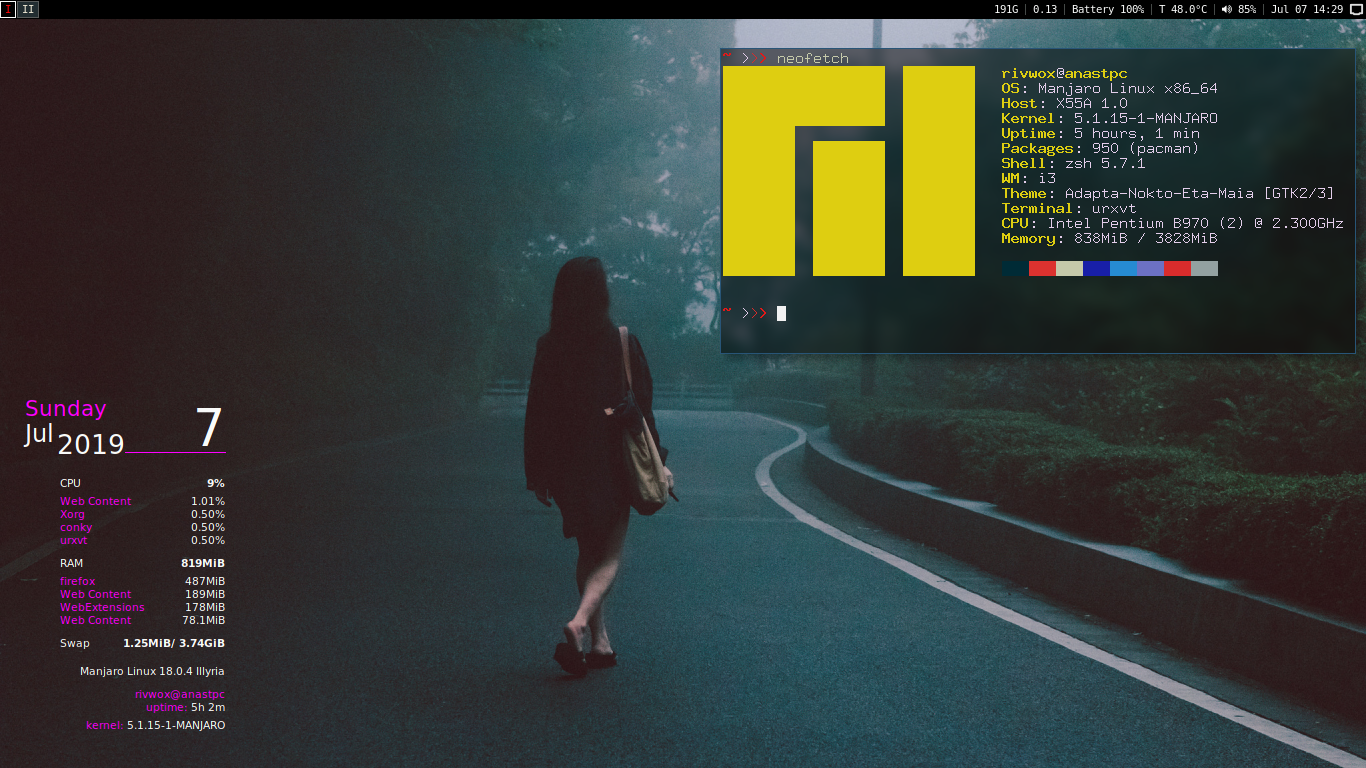 I II 191G | 0.13 | Battery 100% | T 48.0°C | 85% | Jul 07 14:29
~ >>> neofetch
rivwox@anastpc
OS: Manjaro Linux x86_64
Host: X55A 1.0
Kernel: 5.1.15-1-MANJARO
Uptime: 5 hours, 1 min
Packages: 950 (pacman)
Shell: zsh 5.7.1
WM: i3
Theme: Adapta-Nokto-Eta-Maia [GTK2/3]
Terminal: urxvt
CPU: Intel Pentium B970 (2) @ 2.300GHz
Memory: 838MiB / 3828MiB
~ >>>
Sunday
Jul 2019 7
CPU 9%
Web Content 1.01%
Xorg 0.50%
conky 0.50%
urxvt 0.50%
RAM 819MiB
firefox 487MiB
Web Content 189MiB
WebExtensions 178MiB
Web Content 78.1MiB
Swap 1.25MiB/ 3.74GiB
Manjaro Linux 18.0.4 Illyria
rivwox@anastpc
uptime: 5h 2m
kernel: 5.1.15-1-MANJARO